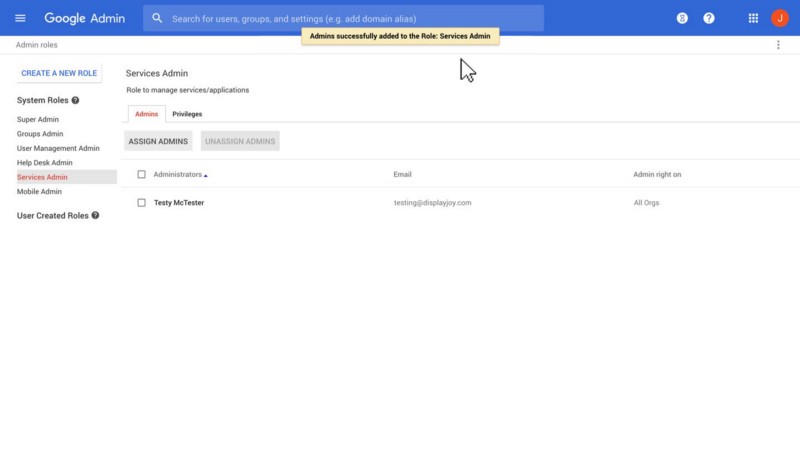 Google Admin
Search for users, groups, and settings (e.g. add domain alias)
J
Admins successfully added to the Role: Services Admin
Admin roles
CREATE A NEW ROLE
System Roles ?
Super Admin
Groups Admin
User Management Admin
Help Desk Admin
Services Admin
Mobile Admin
User Created Roles ?
Services Admin
Role to manage services/applications
Admins Privileges
ASSIGN ADMINS UNASSIGN ADMINS
Administrators Email Admin right on
Testy McTester testing@displayjoy.com All Orgs